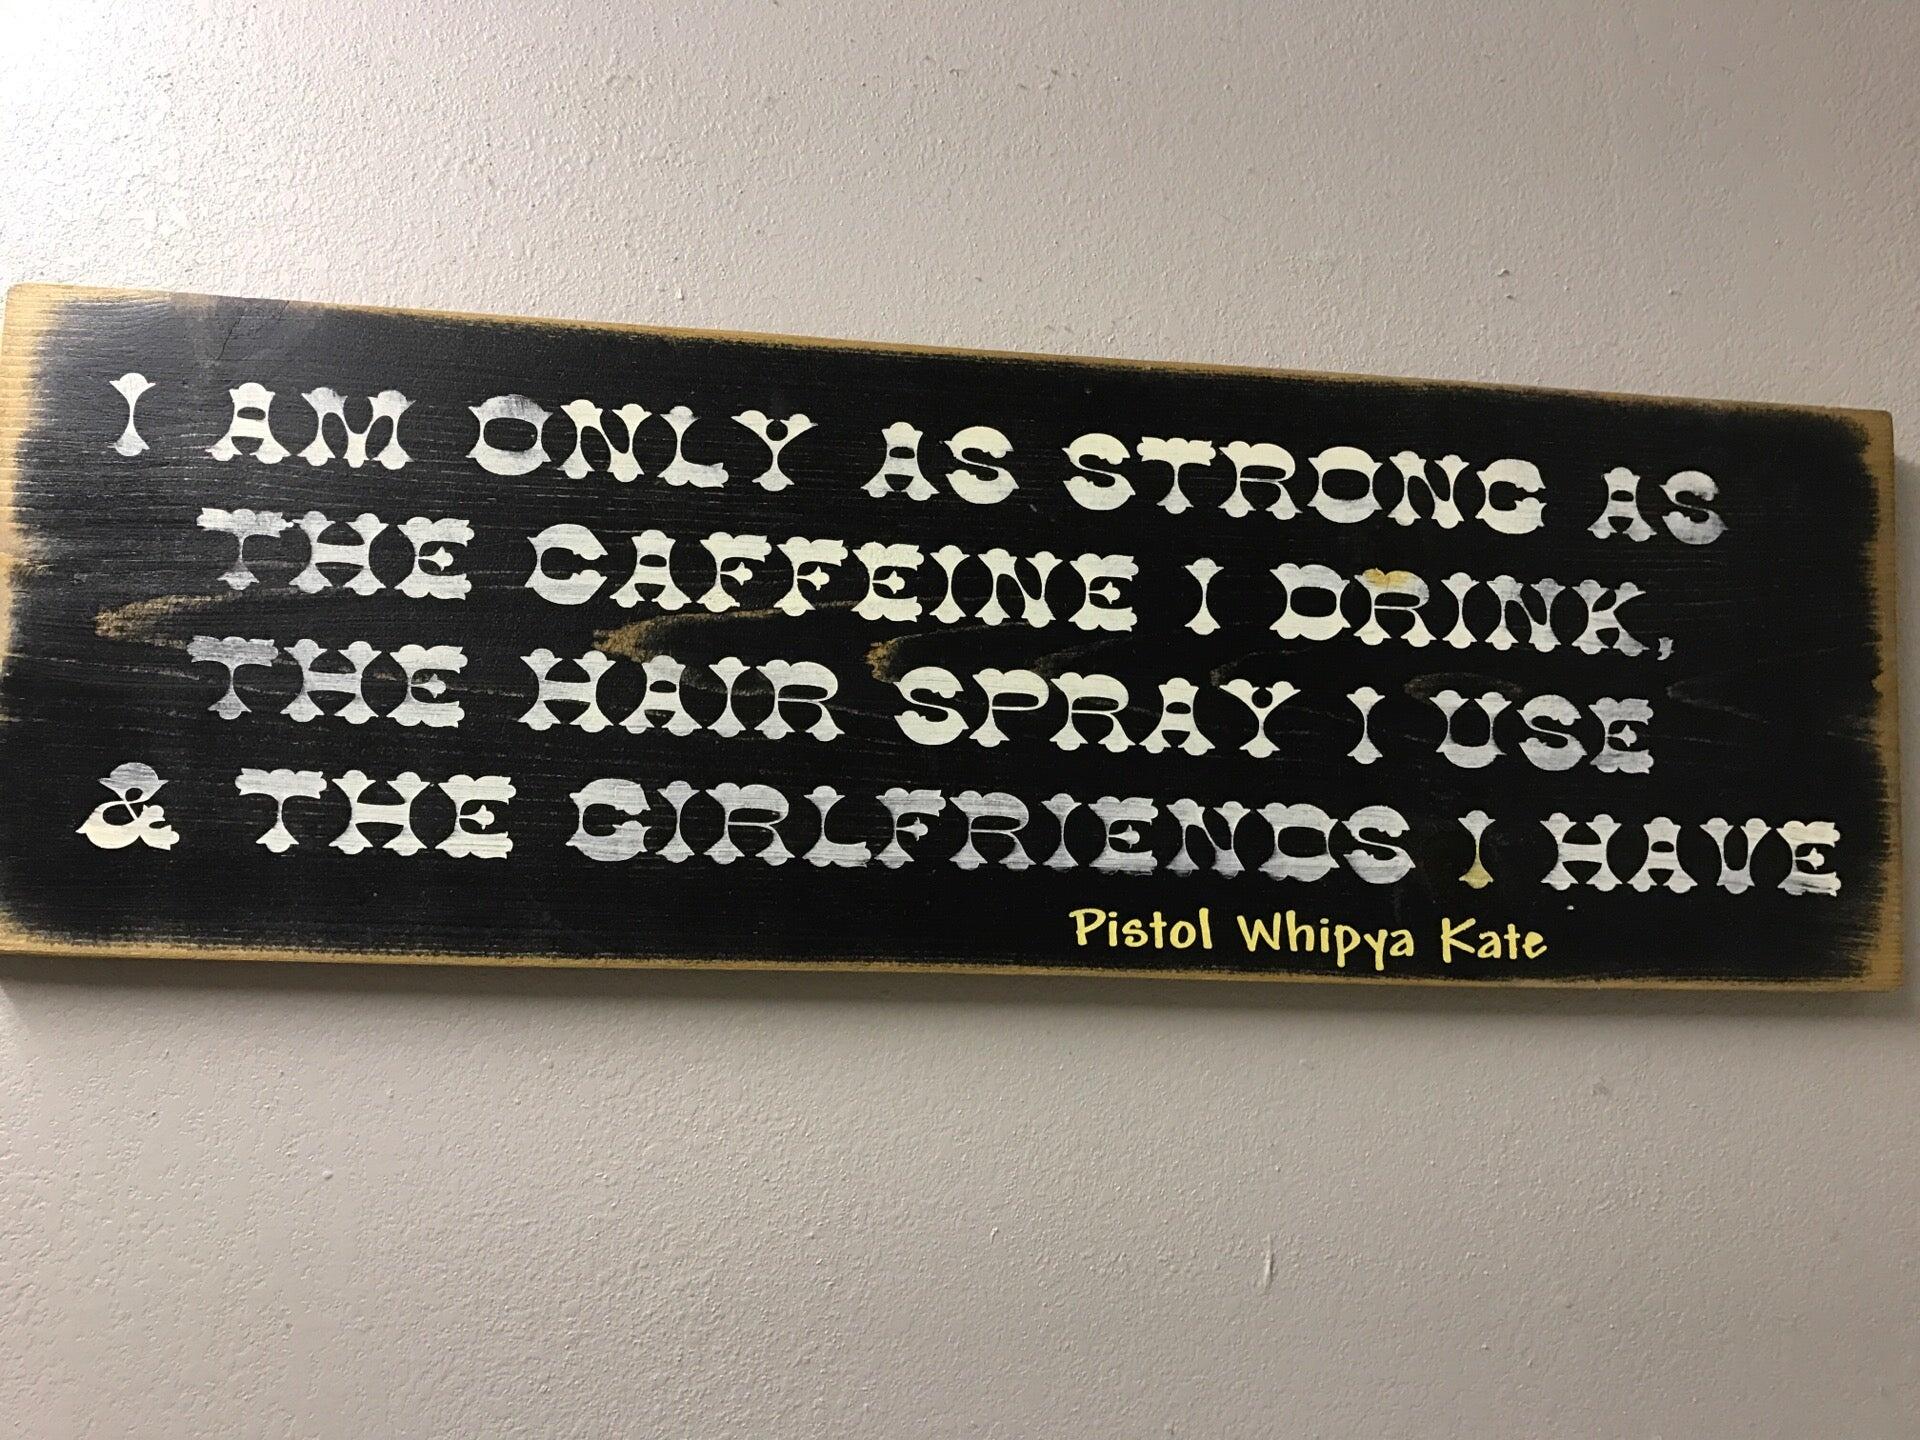 I AM ONLY AS STRONG AS
THE CAFFEINE I DRINK,
THE HAIR SPRAY I USE
& THE GIRLFRIENDS I HAVE
Pistol Whipya Kate